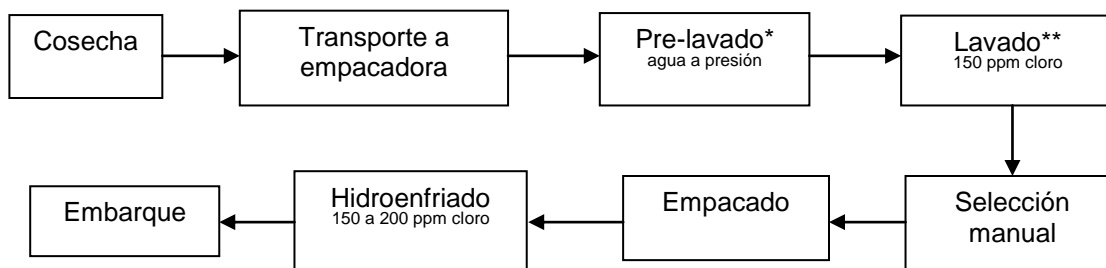 Cosecha
Transporte a
empacadora
Pre-lavado*
agua a presión
Lavado**
150 ppm cloro
Selección
manual
Empacado
Hidroenfriado
150 a 200 ppm cloro
Embarque